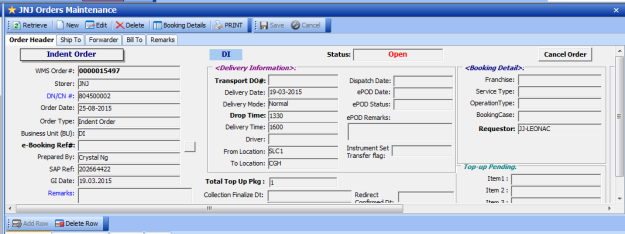 JNJ Orders Maintenance
Retrieve New Edit Delete Booking Details PRINT Save Cancel
Order Header Ship To Forwarder Bill To Remarks
Indent Order DI Status: Open Cancel Order
WMS Order#: 0000015497
Storer: JNJ
DN/CN #: 804500002
Order Date: 25-08-2015
Order Type: Indent Order
Business Unit (BU): DI
e-Booking Ref#:
Prepared By: Crystal Ng
SAP Ref: 202664422
GI Date: 19.03.2015
Remarks:
<Delivery Information>.
Transport DO#:
Delivery Date: 19-03-2015
Delivery Mode: Normal
Drop Time: 1330
Delivery Time: 1600
Driver:
From Location: SLC1
To Location: CGH
Total Top Up Pkg : 1
Collection Finalize Dt:
Dispatch Date:
ePOD Date:
ePOD Status:
ePOD Remarks:
Instrument Set
Transfer flag:
Redirect
Confirmed Dt:
<Booking Detail>.
Franchise:
Service Type:
OperationType:
BookingCase:
Requestor: JJ-LEONAC
Top-up Pending.
Item1 :
Item 2 :
Item 3 :
Add Row Delete Row